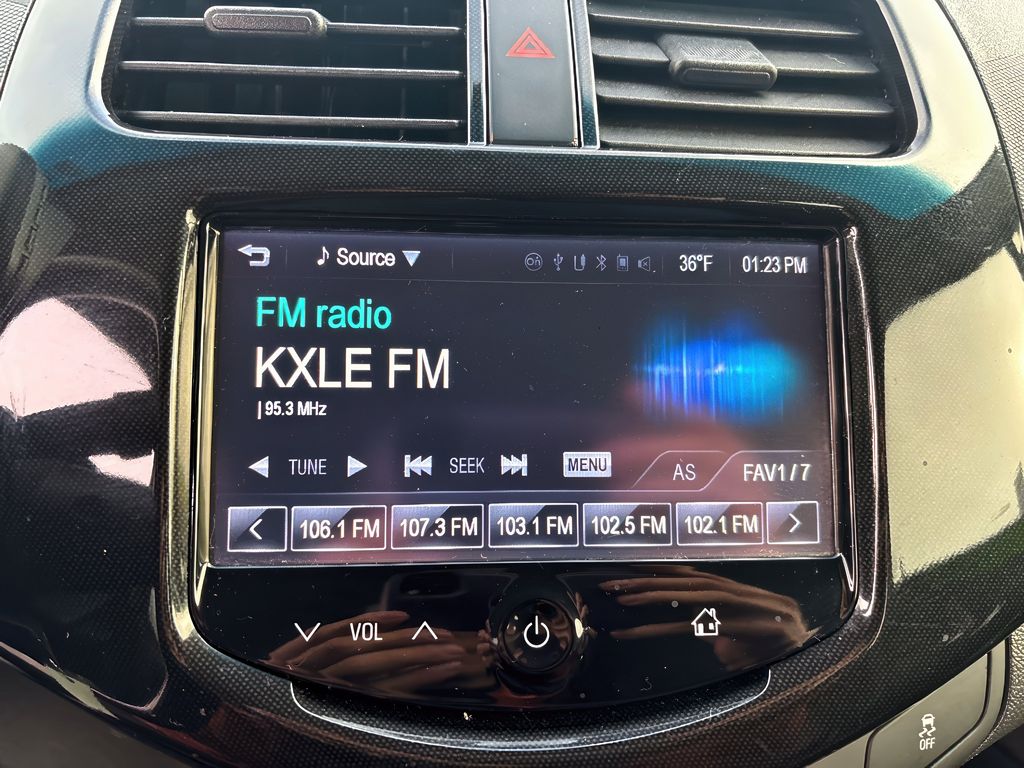 Source 36°F 01:23 PM
FM radio
KXLE FM
| 95.3 MHz
TUNE SEEK MENU AS FAV1 / 7
106.1 FM 107.3 FM 103.1 FM 102.5 FM 102.1 FM
VOL
OFF